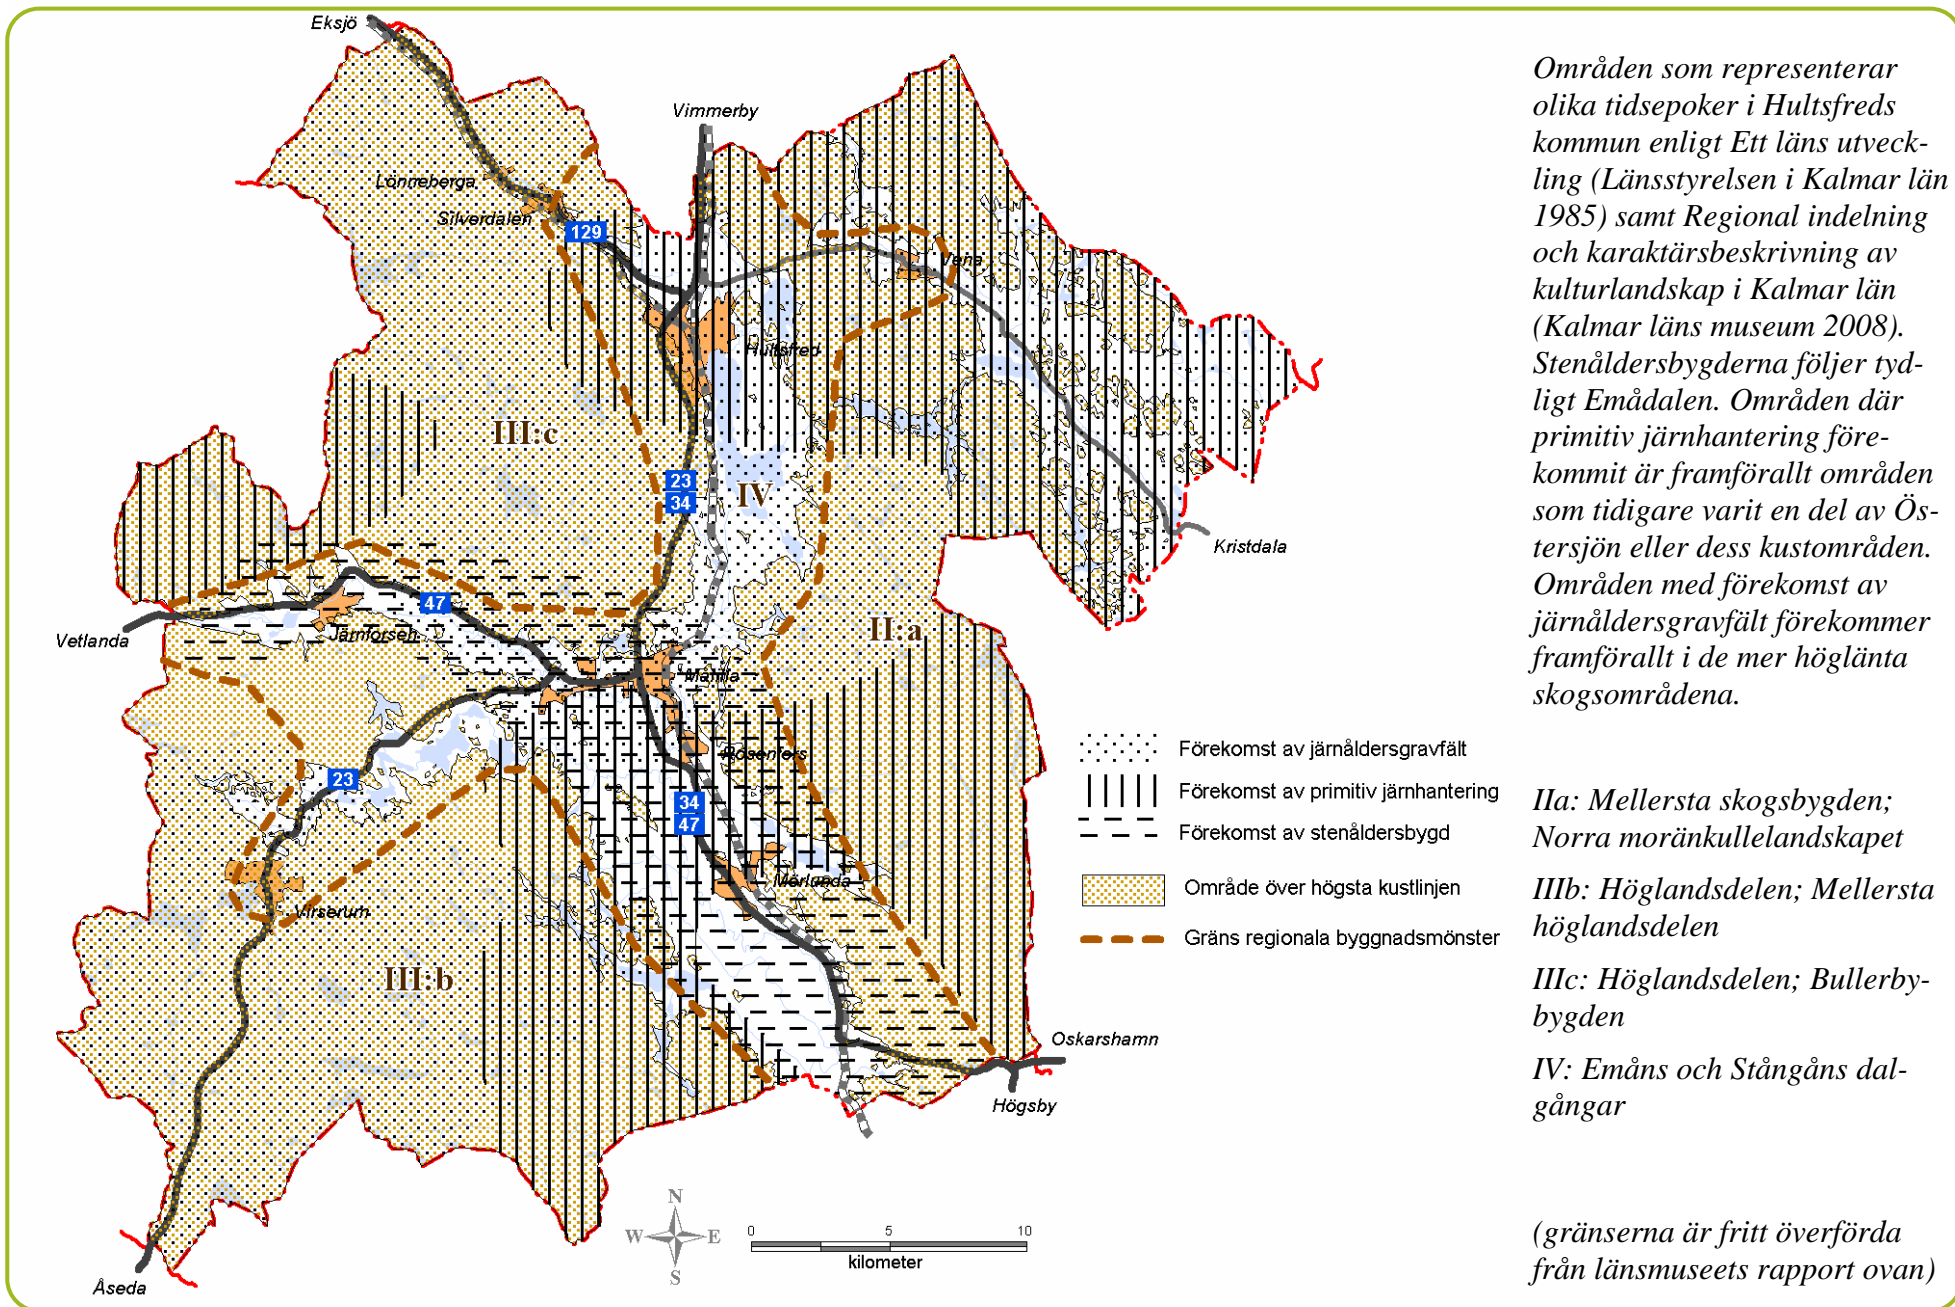 Eksjö
Vimmerby
Lönneberga
Silverdalen
129
Vena
Hultsfred
III:c
23
34
IV
Kristdala
47
Vetlanda
Järnforsen
II:a
Målilla
Rosenfors
23
34
47
Mörlunda
Virserum
III:b
Oskarshamn
Högsby
Åseda
N
W
E
S
0
5
10
kilometer
Förekomst av järnåldersgravfält
Förekomst av primitiv järnhantering
Förekomst av stenåldersbygd
Område över högsta kustlinjen
Gräns regionala byggnadsmönster
Områden som representerar
olika tidsepoker i Hultsfreds
kommun enligt Ett läns utveck-
ling (Länsstyrelsen i Kalmar län
1985) samt Regional indelning
och karaktärsbeskrivning av
kulturlandskap i Kalmar län
(Kalmar läns museum 2008).
Stenåldersbygderna följer tyd-
ligt Emådalen. Områden där
primitiv järnhantering före-
kommit är framförallt områden
som tidigare varit en del av Ös-
tersjön eller dess kustområden.
Områden med förekomst av
järnåldersgravfält förekommer
framförallt i de mer höglänta
skogsområdena.
IIa: Mellersta skogsbygden;
Norra moränkullelandskapet
IIIb: Höglandsdelen; Mellersta
höglandsdelen
IIIc: Höglandsdelen; Bullerby-
bygden
IV: Emåns och Stångåns dal-
gångar
(gränserna är fritt överförda
från länsmuseets rapport ovan)